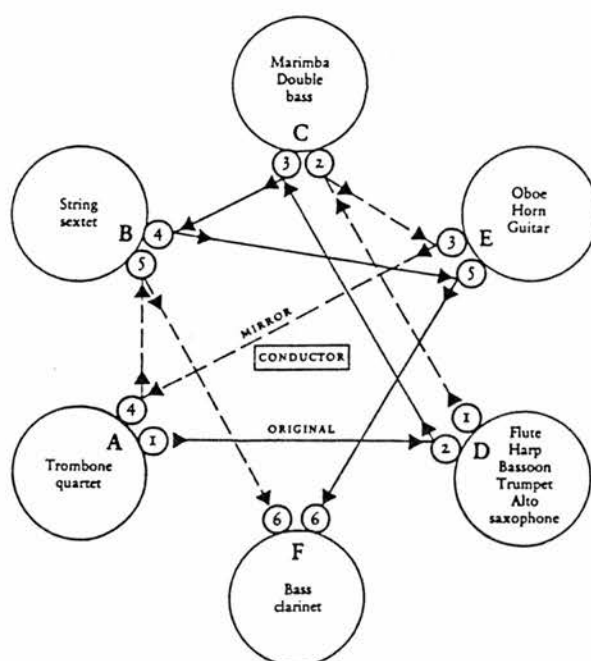 Marimba
Double
bass
C
3 2
String
sextet
B
4
5
Oboe
Horn
Guitar
E
3
5
MIRROR
CONDUCTOR
ORIGINAL
Trombone
quartet
A
4
1
Flute
Harp
Bassoon
Trumpet
Alto
saxophone
D
1
2
6 6
F
Bass
clarinet